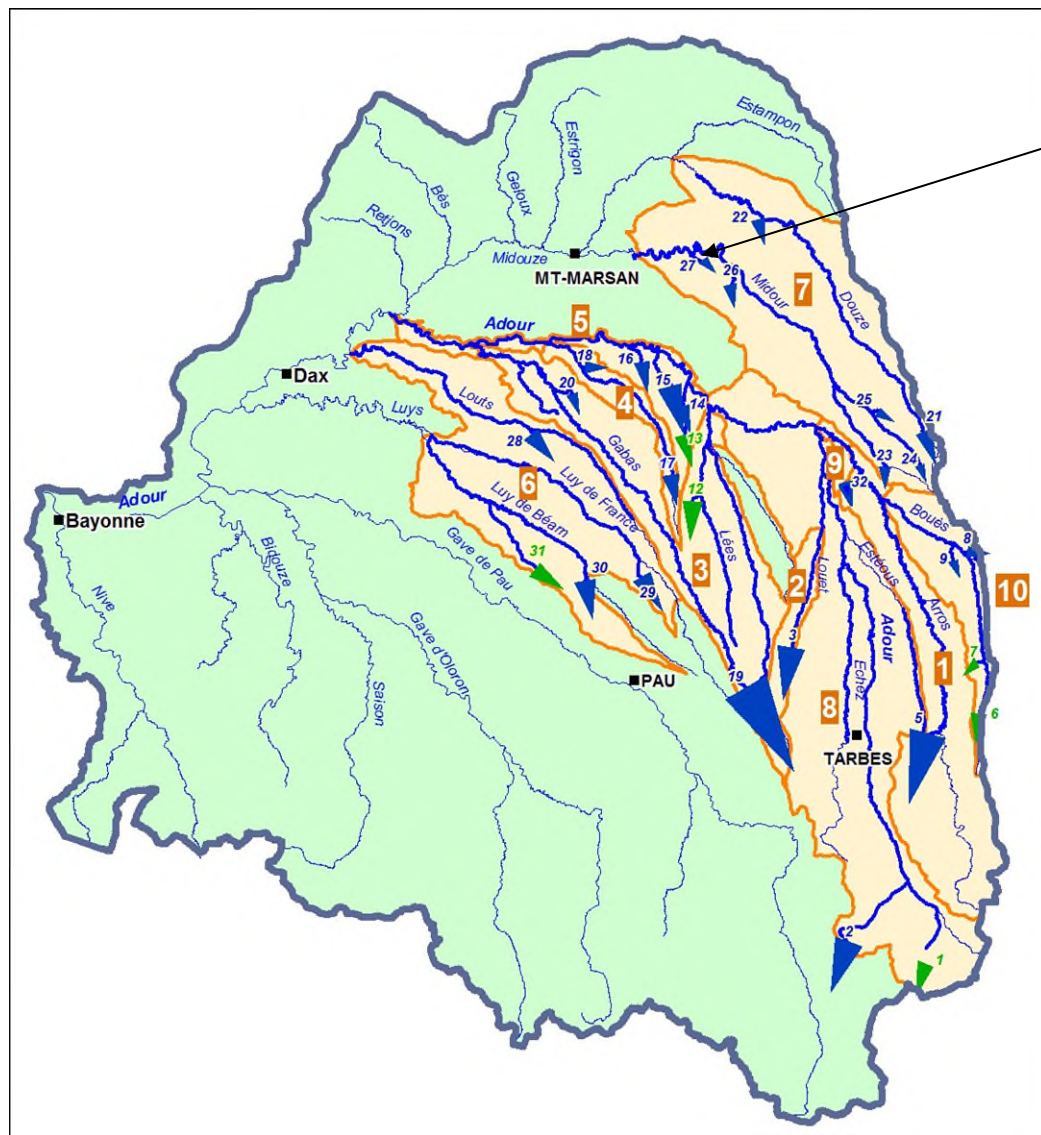 Estampon
Estrigon
Geloux
Bès
Retjons
22
Midouze
MT-MARSAN
27
26
7
Midour
Douze
Adour
5
18
16
15
14
Dax
20
4
Louts
Luys
25
21
28
Gabas
13
17
23
24
9
32
6
Luy de France
12
Boues
8
Adour
Bayonne
Luy de Béarn
Gave de Pau
Lées
Estéous
9
Bidouze
31
30
3
2
Louet
10
29
Arros
Nive
Adour
3
1
7
Gave d'Oloron
Saison
19
PAU
Echez
8
5
6
TARBES
2
1